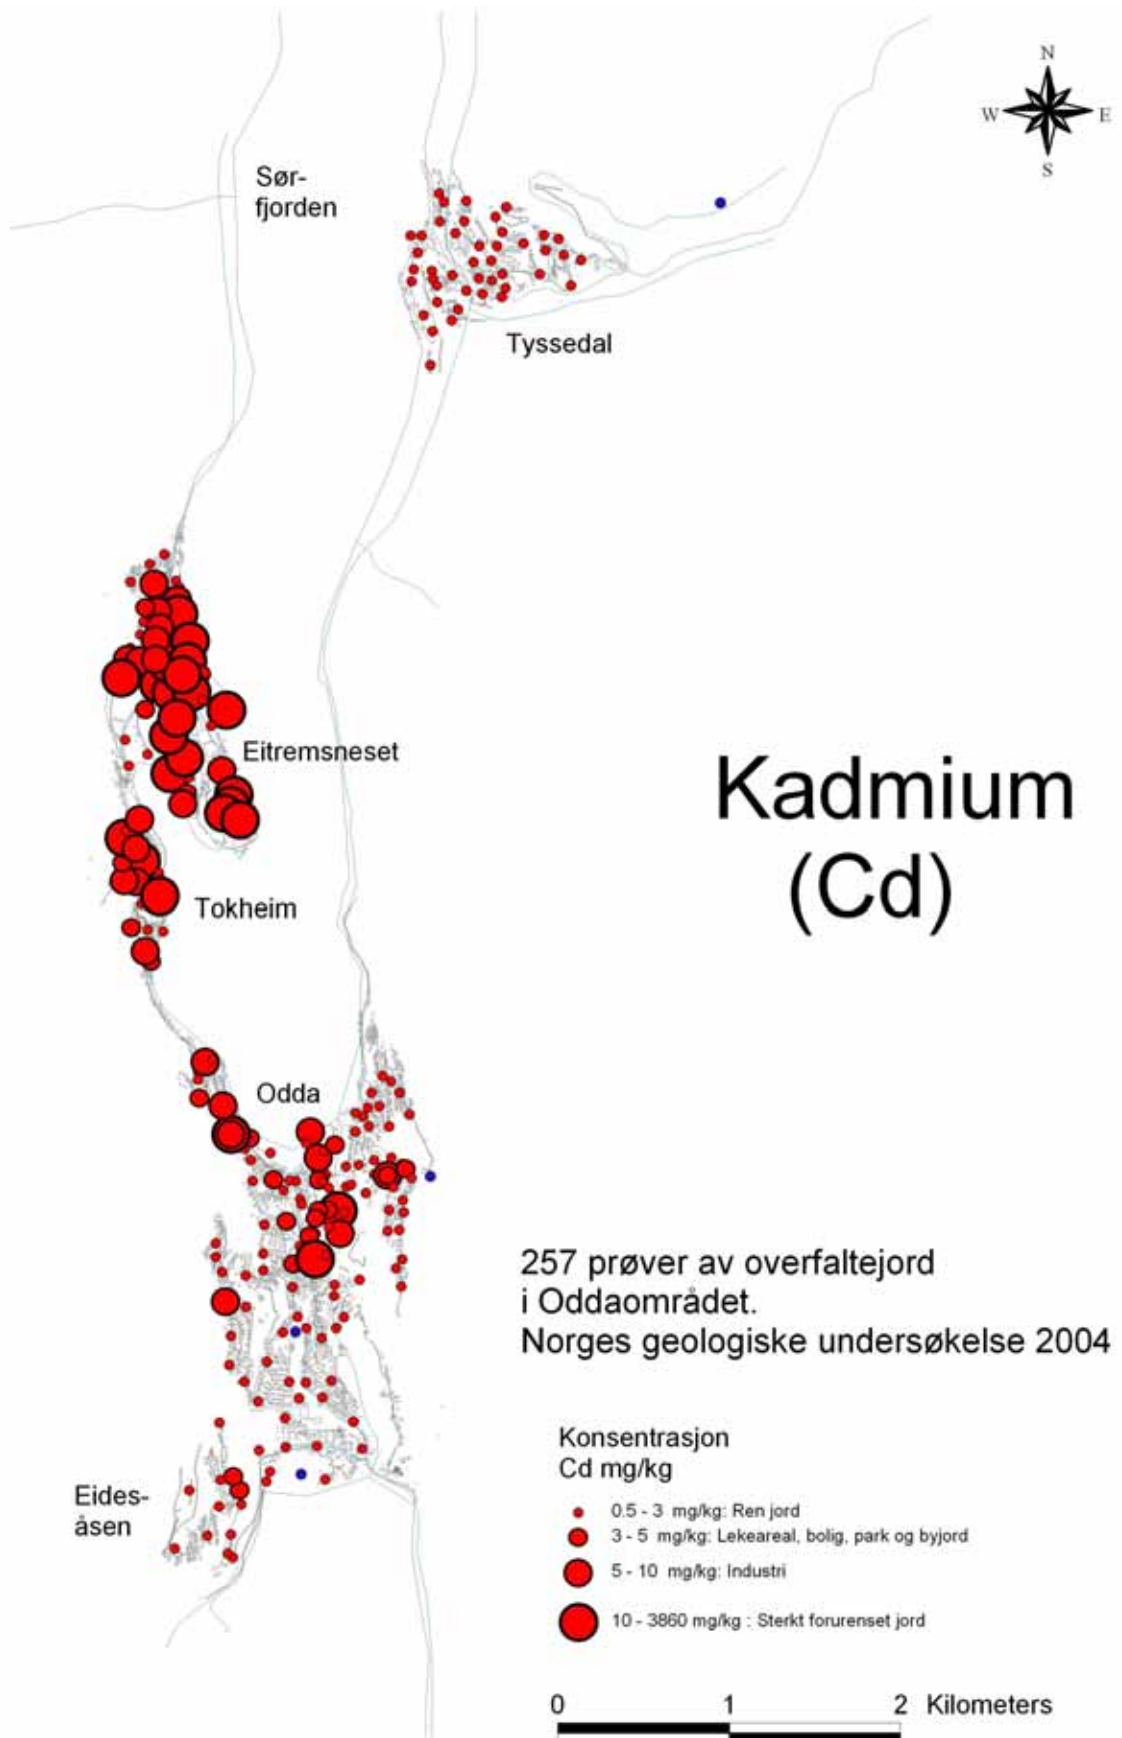 N
W E
S
Sør-
fjorden
Tyssedal
Eitremsneset
Kadmium
(Cd)
Tokheim
Odda
257 prøver av overfaltejord
i Oddaområdet.
Norges geologiske undersøkelse 2004
Konsentrasjon
Cd mg/kg
0.5 - 3 mg/kg: Ren jord
3 - 5 mg/kg: Lekeareal, bolig, park og byjord
5 - 10 mg/kg: Industri
10 - 3860 mg/kg : Sterkt forurenset jord
Eides-
åsen
0 1 2 Kilometers